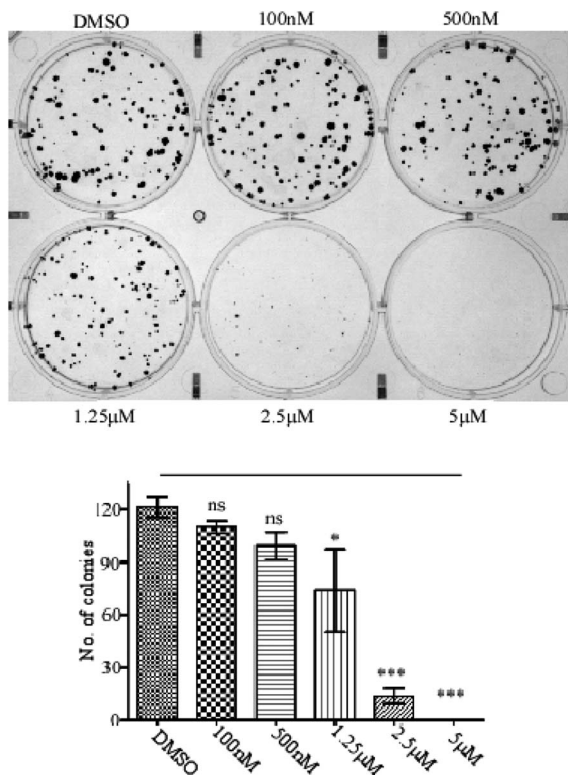 DMSO 100nM 500nM
1.25μM 2.5μM 5μM
No. of colonies
120
90
60
30
0
ns
ns
*
***
***
DMSO 100nM 500nM 1.25μM 2.5μM 5μM